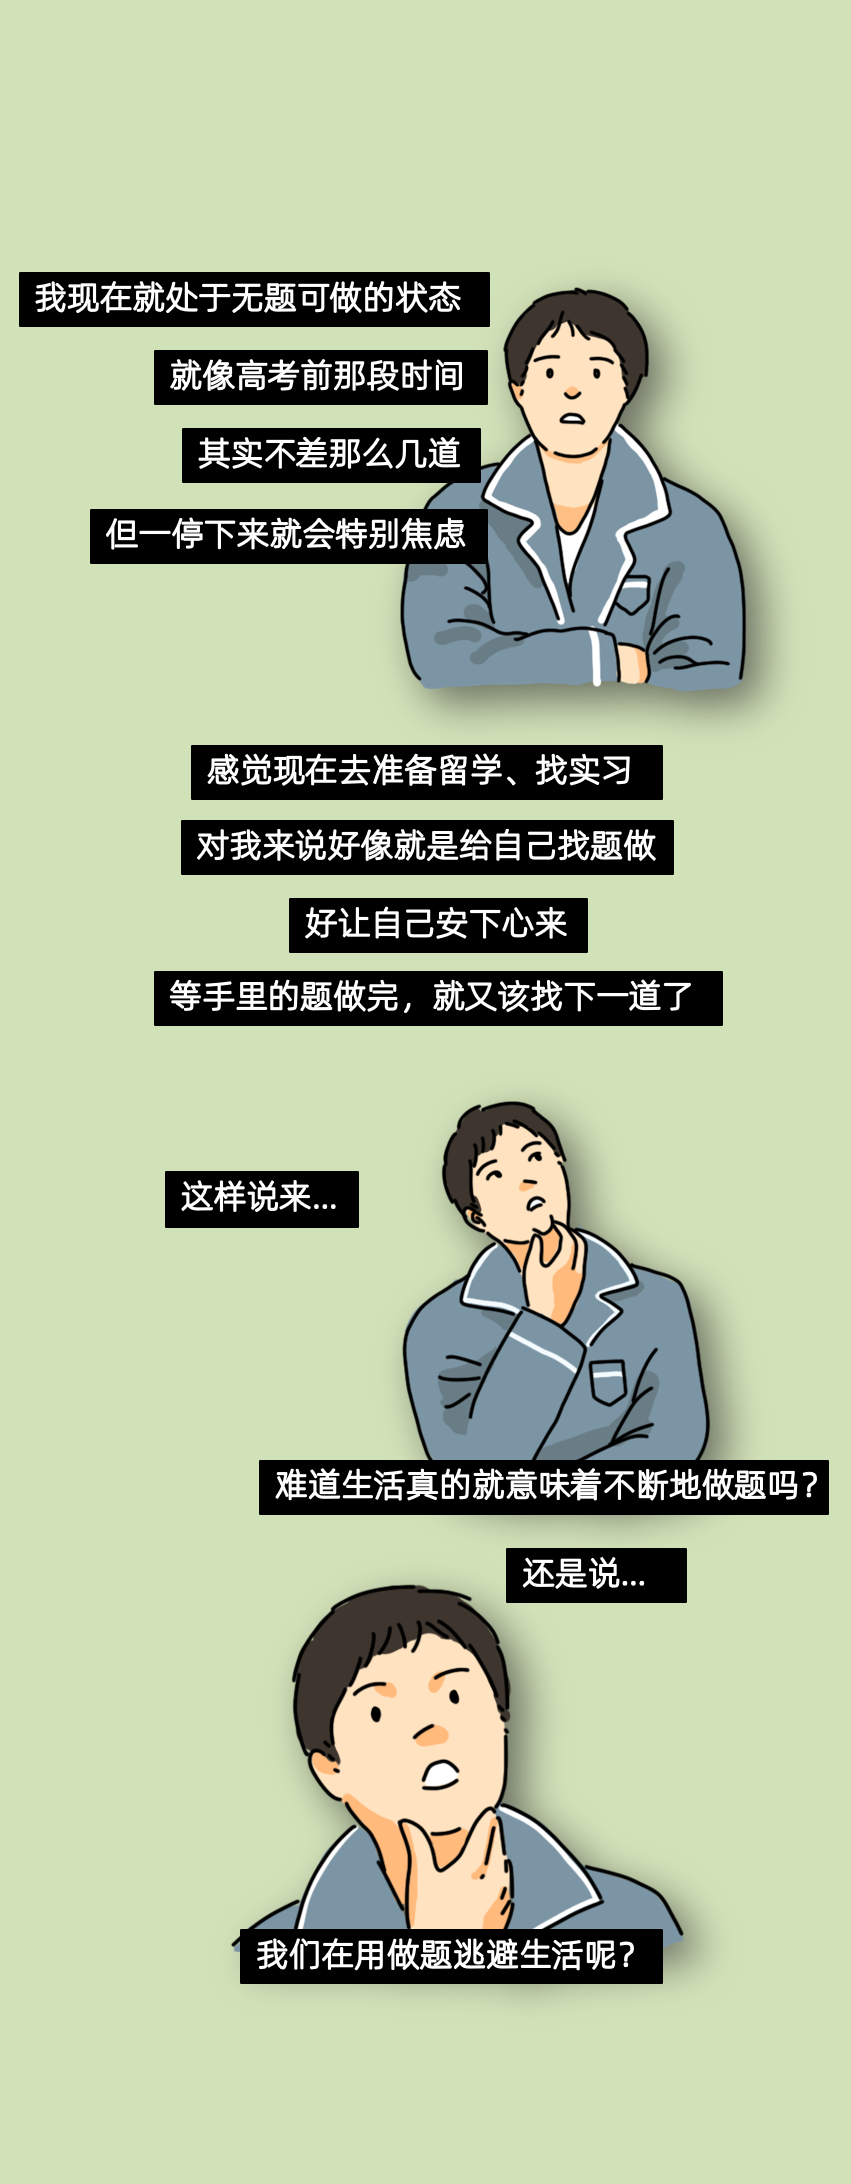 我现在就处于无题可做的状态
就像高考前那段时间
其实不差那么几道
但一停下来就会特别焦虑
感觉现在去准备留学、找实习
对我来说好像就是给自己找题做
好让自己安下心来
等手里的题做完，就又该找下一道了
这样说来...
难道生活真的就意味着不断地做题吗？
还是说...
我们在用做题逃避生活呢？